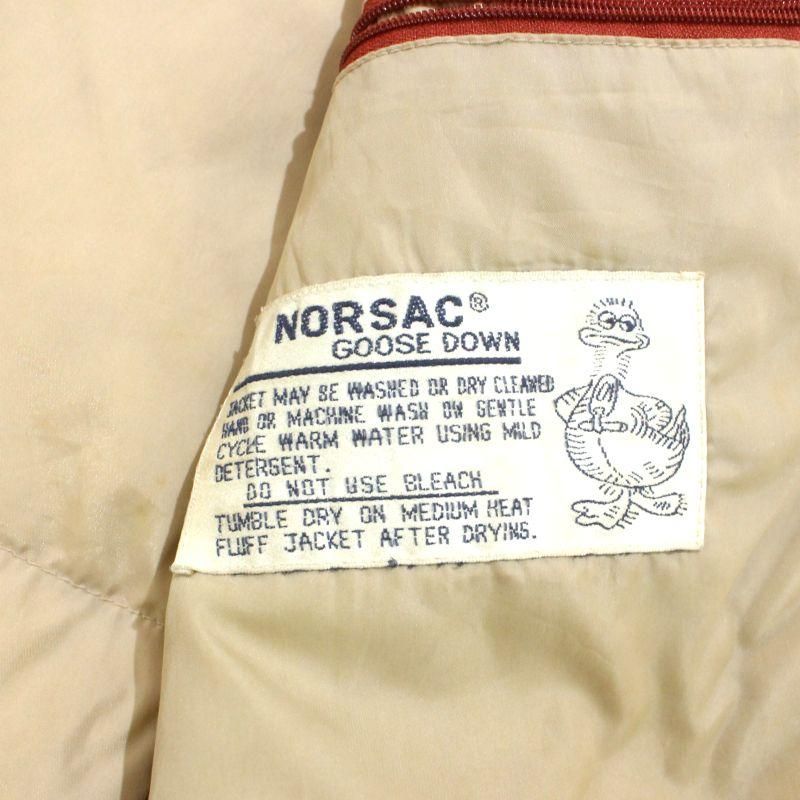 NORSAC®
GOOSE DOWN
JACKET MAY BE WASHED OR DRY CLEANED
HAND OR MACHINE WASH ON GENTLE
CYCLE WARM WATER USING MILD
DETERGENT.
DO NOT USE BLEACH
TUMBLE DRY ON MEDIUM HEAT
FLUFF JACKET AFTER DRYING.